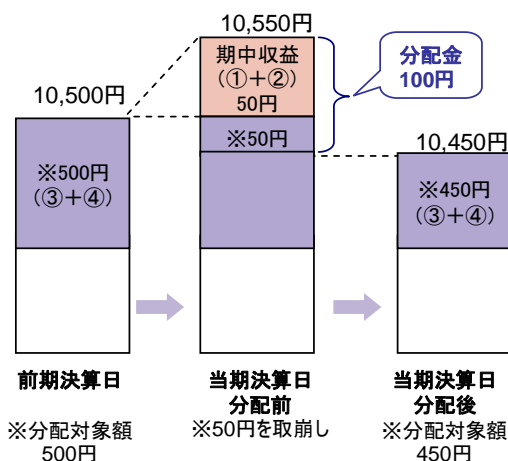 10,550円
期中収益
(①+②)
50円
分配金
100円
10,500円
※50円
10,450円
※500円
(③+④)
※450円
(③+④)
前期決算日
※分配対象額
500円
当期決算日
分配前
※50円を取崩し
当期決算日
分配後
※分配対象額
450円